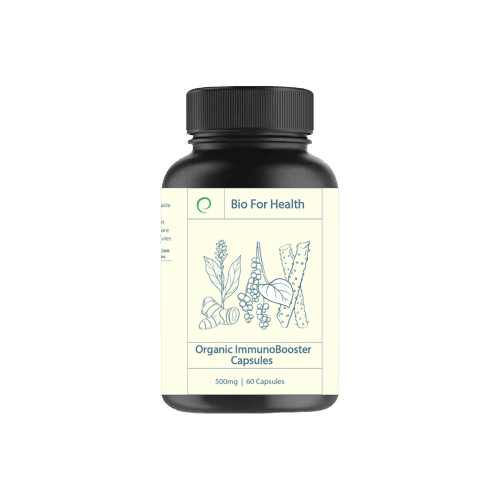 Bio For Health
Organic ImmunoBooster
Capsules
500mg | 60 Capsules